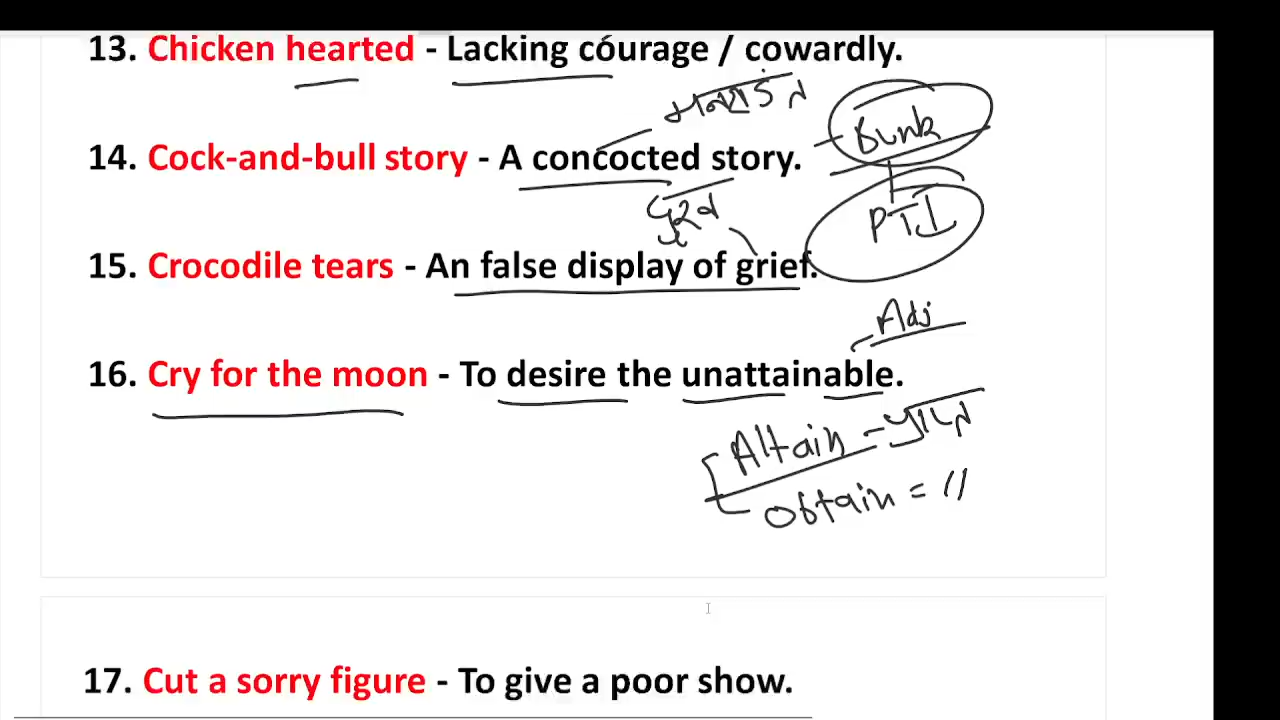 13. Chicken hearted - Lacking courage / cowardly.
Bunk
14. Cock-and-bull story - A concocted story.
PTI
15. Crocodile tears - An false display of grief.
Adj
16. Cry for the moon - To desire the unattainable.
Attain =
obtain = 11
17. Cut a sorry figure - To give a poor show.